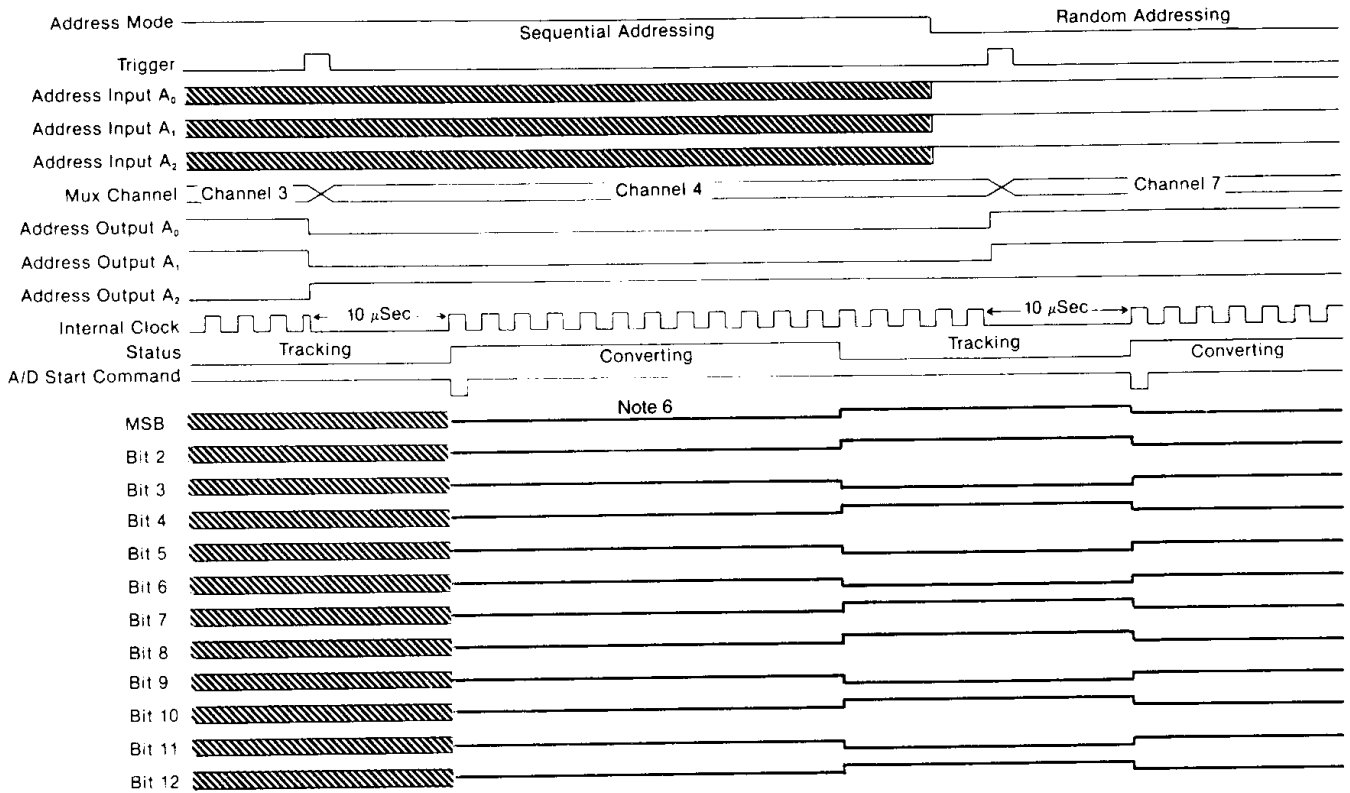 Address Mode
Sequential Addressing
Random Addressing
Trigger
Address Input A₀
Address Input A₁
Address Input A₂
Mux Channel
Channel 3
Channel 4
Channel 7
Address Output A₀
Address Output A₁
Address Output A₂
Internal Clock
10 μSec
10 μSec
Status
Tracking
Converting
Tracking
Converting
A/D Start Command
Note 6
MSB
Bit 2
Bit 3
Bit 4
Bit 5
Bit 6
Bit 7
Bit 8
Bit 9
Bit 10
Bit 11
Bit 12